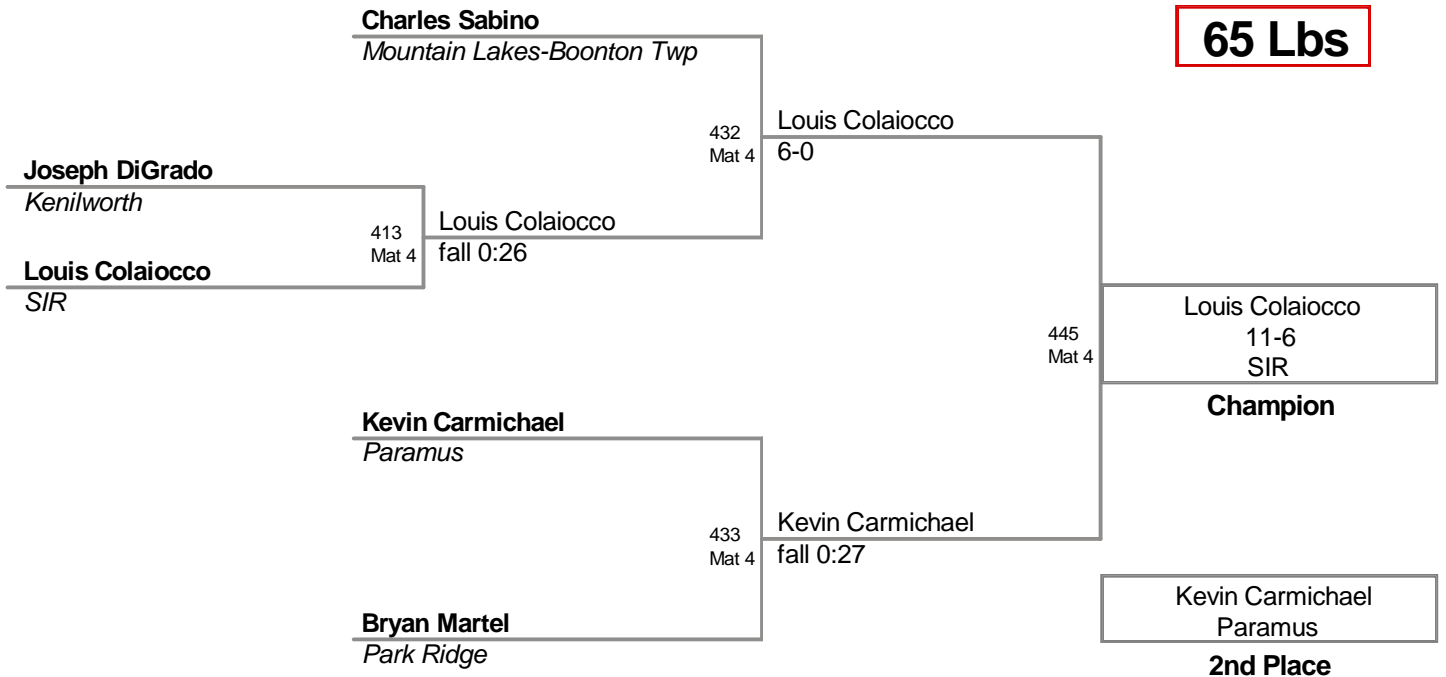 Charles Sabino
Mountain Lakes-Boonton Twp
65 Lbs
432
Mat 4
Louis Colaiocco
6-0
Joseph DiGrado
Kenilworth
413
Mat 4
Louis Colaiocco
fall 0:26
Louis Colaiocco
SIR
445
Mat 4
Louis Colaiocco
11-6
SIR
Champion
Kevin Carmichael
Paramus
433
Mat 4
Kevin Carmichael
fall 0:27
Bryan Martel
Park Ridge
Kevin Carmichael
Paramus
2nd Place